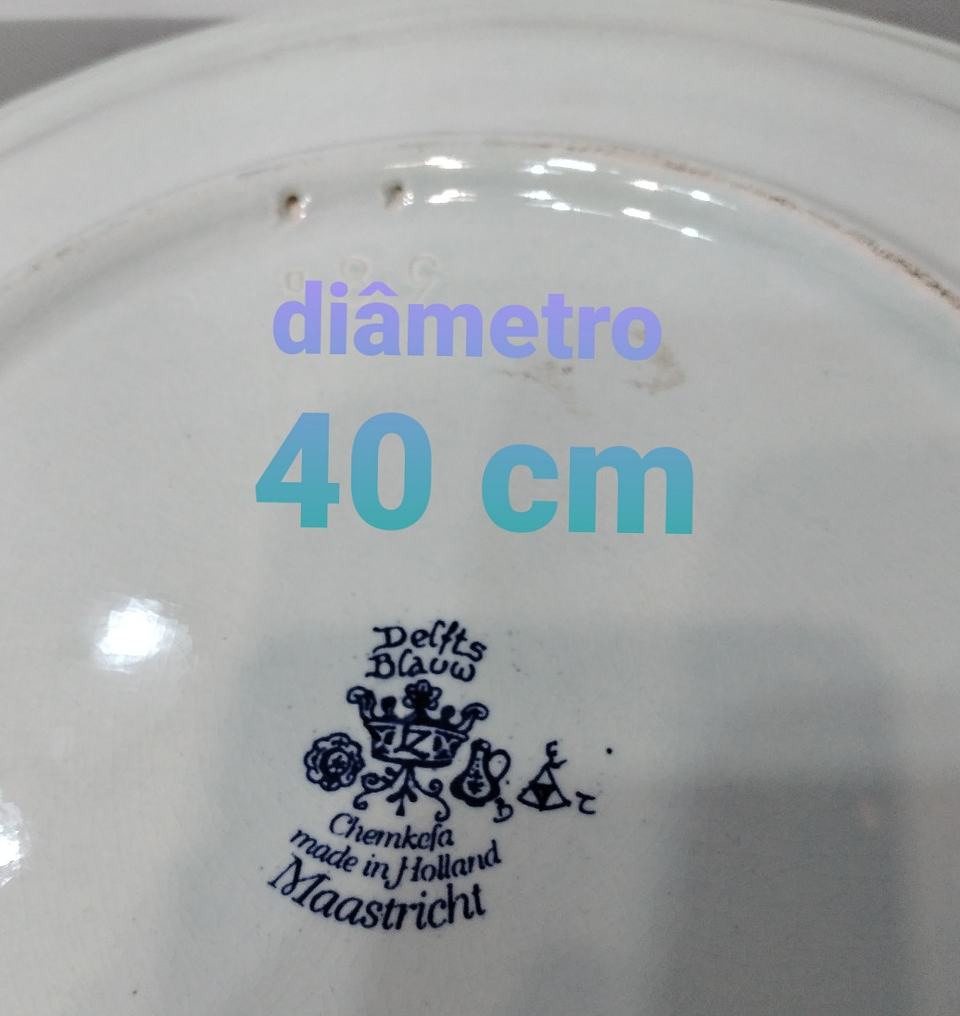 diâmetro
40 cm
Delfts
Blauw
Chemkefa
made in Holland
Maastricht